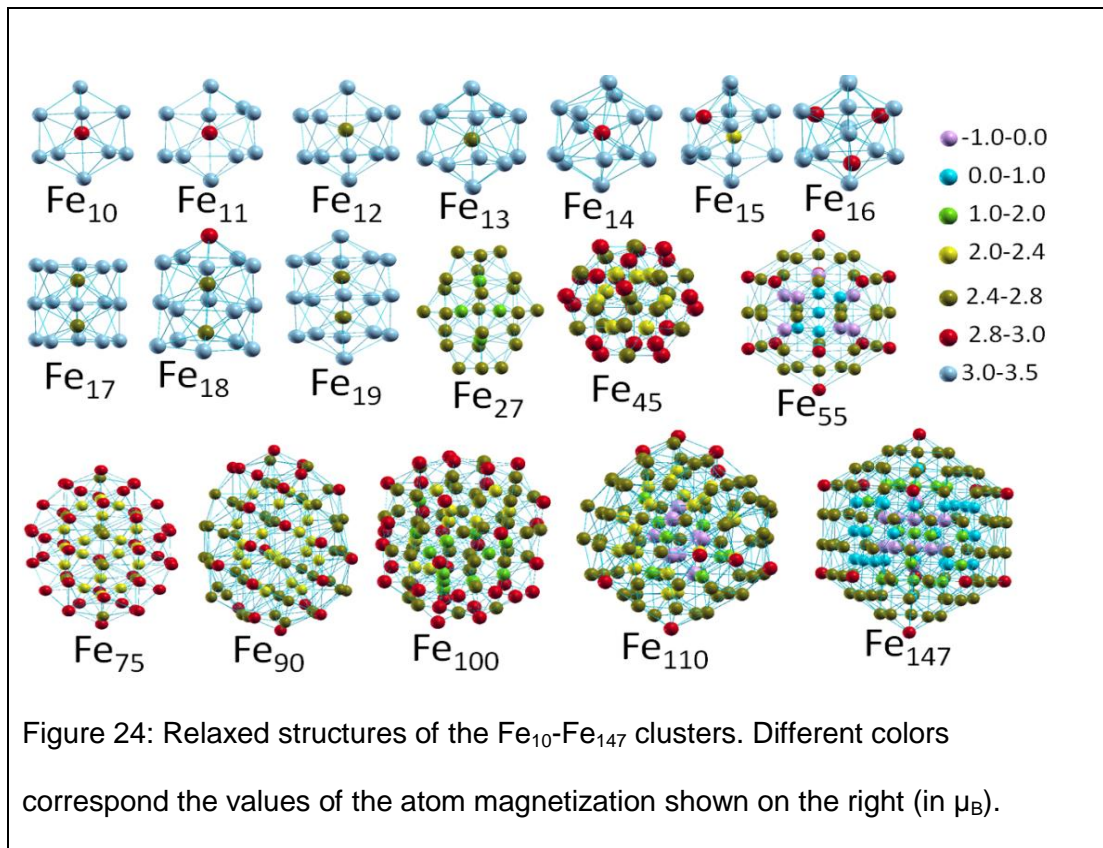 Fe10 Fe11 Fe12 Fe13 Fe14 Fe15 Fe16
-1.0-0.0
0.0-1.0
1.0-2.0
2.0-2.4
2.4-2.8
2.8-3.0
3.0-3.5
Fe17 Fe18 Fe19 Fe27 Fe45 Fe55
Fe75 Fe90 Fe100 Fe110 Fe147
Figure 24: Relaxed structures of the Fe10-Fe147 clusters. Different colors
correspond the values of the atom magnetization shown on the right (in μB).